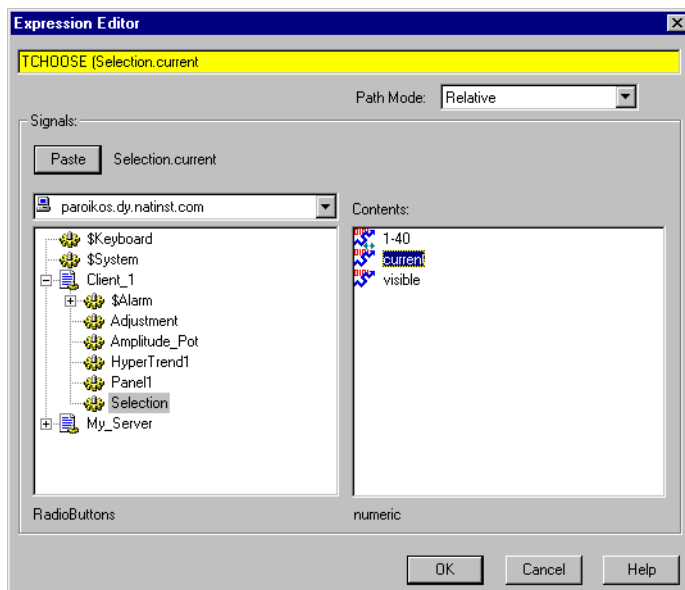 Expression Editor
TCHOOSE (Selection.current
Path Mode: Relative
Signals:
Paste Selection.current
paroikos.dy.natinst.com
Contents:
$Keyboard
$System
Client_1
$Alarm
Adjustment
Amplitude_Pot
HyperTrend1
Panel1
Selection
My_Server
1-40
current
visible
RadioButtons
numeric
OK Cancel Help